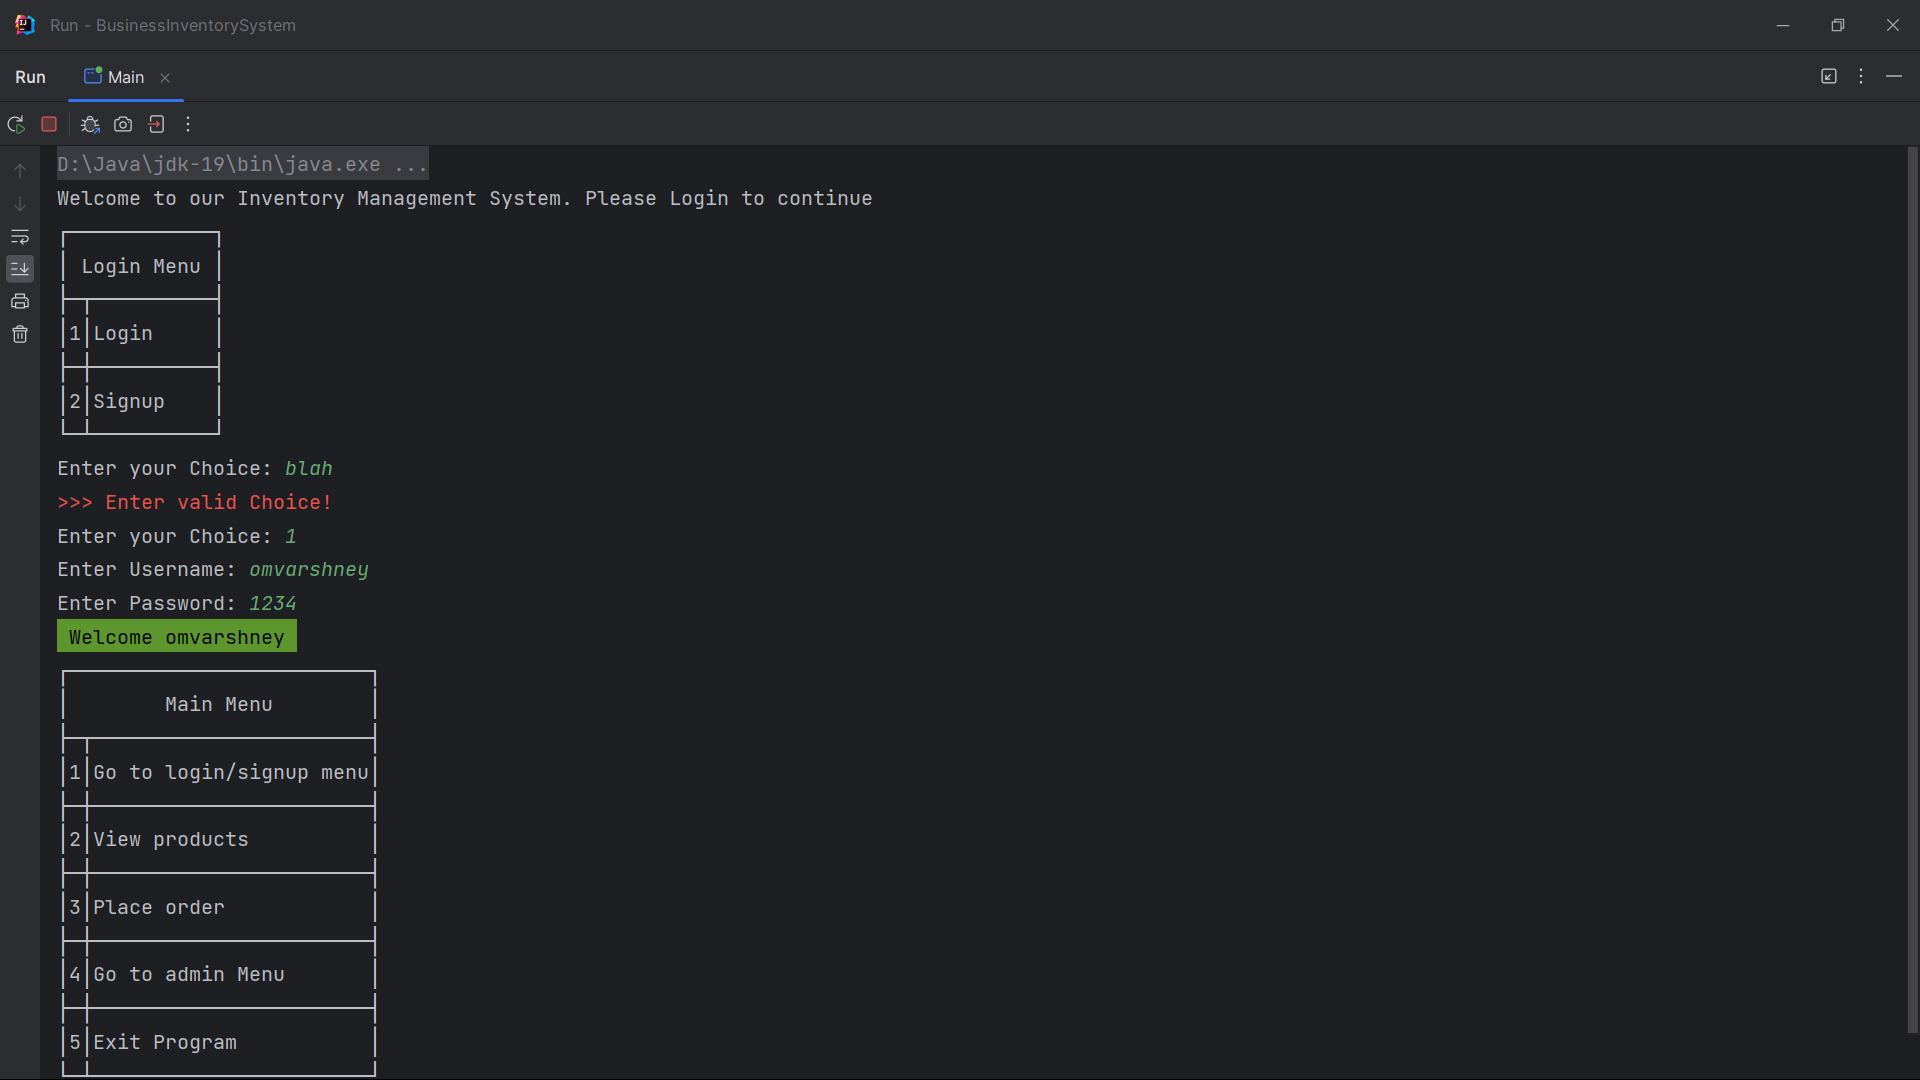 Run - BusinessInventorySystem
Run Main
D:\Java\jdk-19\bin\java.exe ...
Welcome to our Inventory Management System. Please Login to continue
Login Menu
1 Login
2 Signup
Enter your Choice: blah
>>> Enter valid Choice!
Enter your Choice: 1
Enter Username: omvarshney
Enter Password: 1234
Welcome omvarshney
Main Menu
1 Go to login/signup menu
2 View products
3 Place order
4 Go to admin Menu
5 Exit Program